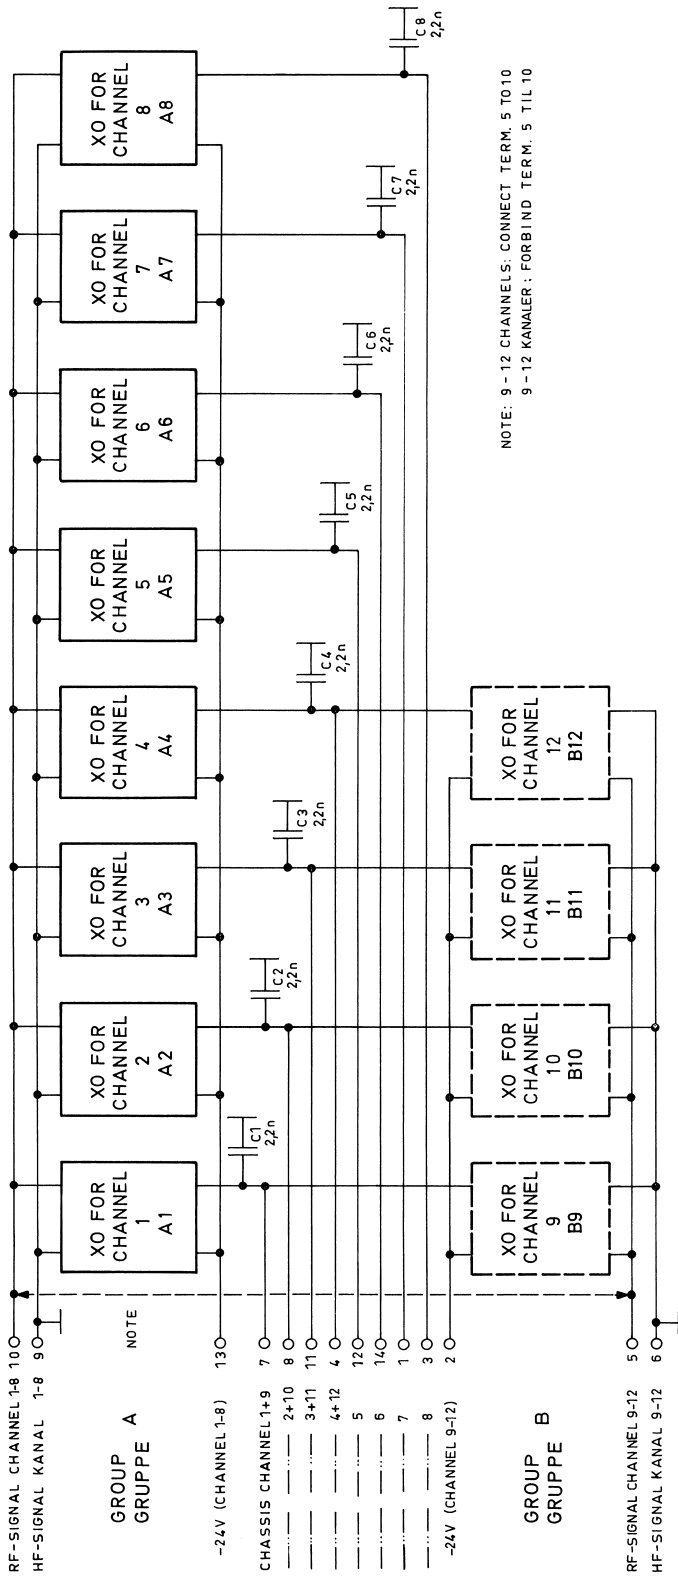 RF-SIGNAL CHANNEL 1-8 10
HF-SIGNAL KANAL 1-8 9
NOTE
GROUP A
GRUPPE
XO FOR
CHANNEL
1
A1
XO FOR
CHANNEL
2
A2
XO FOR
CHANNEL
3
A3
XO FOR
CHANNEL
4
A4
XO FOR
CHANNEL
5
A5
XO FOR
CHANNEL
6
A6
XO FOR
CHANNEL
7
A7
XO FOR
CHANNEL
8
A8
-24V (CHANNEL 1-8) 13
CHASSIS CHANNEL 1+9 7
—..— 2+10 8
—..— 3+11 11
—..— 4+12 4
—..— 5 12
—..— 6 14
—..— 7 1
—..— 8 3
-24V (CHANNEL 9-12) 2
C1
2,2n
C2
2,2n
C3
2,2n
C4
2,2n
C5
2,2n
C6
2,2n
C7
2,2n
C8
2,2n
GROUP B
GRUPPE
XO FOR
CHANNEL
9
B9
XO FOR
CHANNEL
10
B10
XO FOR
CHANNEL
11
B11
XO FOR
CHANNEL
12
B12
NOTE: 9-12 CHANNELS: CONNECT TERM. 5 TO 10
9-12 KANALER: FORBIND TERM. 5 TIL 10
RF-SIGNAL CHANNEL 9-12 5
HF-SIGNAL KANAL 9-12 6